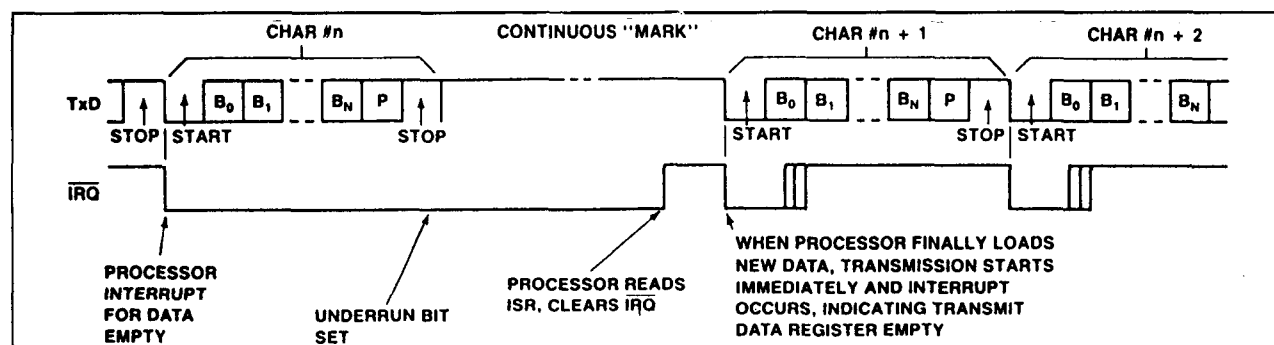 CHAR #n CONTINUOUS "MARK" CHAR #n + 1 CHAR #n + 2
TxD B0 B1 BN P B0 B1 BN P B0 B1 BN
STOP START STOP START STOP START
IRQ
PROCESSOR
INTERRUPT
FOR DATA
EMPTY
UNDERRUN BIT
SET
PROCESSOR READS
ISR, CLEARS IRQ
WHEN PROCESSOR FINALLY LOADS
NEW DATA, TRANSMISSION STARTS
IMMEDIATELY AND INTERRUPT
OCCURS, INDICATING TRANSMIT
DATA REGISTER EMPTY